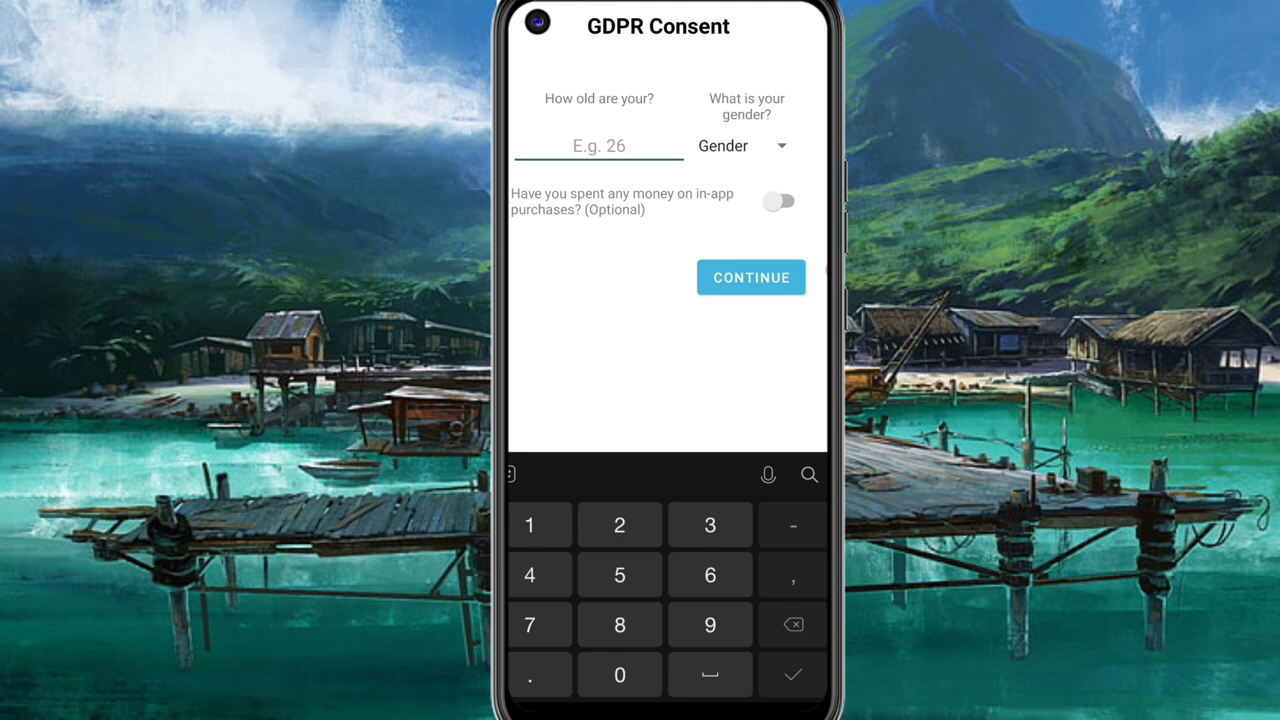 GDPR Consent
How old are your?
What is your
gender?
E.g. 26
Gender
Have you spent any money on in-app
purchases? (Optional)
CONTINUE
1 2 3 -
4 5 6 ,
7 8 9
. 0